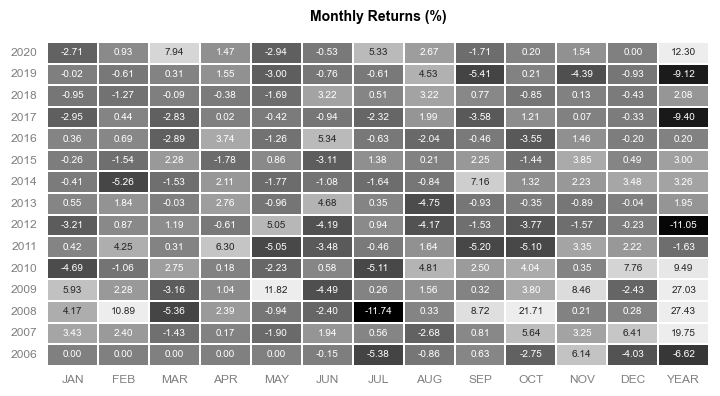 Monthly Returns (%)
2020 -2.71 0.93 7.94 1.47 -2.94 -0.53 5.33 2.67 -1.71 0.20 1.54 0.00 12.30
2019 -0.02 -0.61 0.31 1.55 -3.00 -0.76 -0.61 4.53 -5.41 0.21 -4.39 -0.93 -9.12
2018 -0.95 -1.27 -0.09 -0.38 -1.69 3.22 0.51 3.22 0.77 -0.85 0.13 -0.43 2.08
2017 -2.95 0.44 -2.83 0.02 -0.42 -0.94 -2.32 1.99 -3.58 1.21 0.07 -0.33 -9.40
2016 0.36 0.69 -2.89 3.74 -1.26 5.34 -0.63 -2.04 -0.46 -3.55 1.46 -0.20 0.20
2015 -0.26 -1.54 2.28 -1.78 0.86 -3.11 1.38 0.21 2.25 -1.44 3.85 0.49 3.00
2014 -0.41 -5.26 -1.53 2.11 -1.77 -1.08 -1.64 -0.84 7.16 1.32 2.23 3.48 3.26
2013 0.55 1.84 -0.03 2.76 -0.96 4.68 0.35 -4.75 -0.93 -0.35 -0.89 -0.04 1.95
2012 -3.21 0.87 1.19 -0.61 5.05 -4.19 0.94 -4.17 -1.53 -3.77 -1.57 -0.23 -11.05
2011 0.42 4.25 0.31 6.30 -5.05 -3.48 -0.46 1.64 -5.20 -5.10 3.35 2.22 -1.63
2010 -4.69 -1.06 2.75 0.18 -2.23 0.58 -5.11 4.81 2.50 4.04 0.35 7.76 9.49
2009 5.93 2.28 -3.16 1.04 11.82 -4.49 0.26 1.56 0.32 3.80 8.46 -2.43 27.03
2008 4.17 10.89 -5.36 2.39 -0.94 -2.40 -11.74 0.33 8.72 21.71 0.21 0.28 27.43
2007 3.43 2.40 -1.43 0.17 -1.90 1.94 0.56 -2.68 0.81 5.64 3.25 6.41 19.75
2006 0.00 0.00 0.00 0.00 0.00 -0.15 -5.38 -0.86 0.63 -2.75 6.14 -4.03 -6.62
JAN FEB MAR APR MAY JUN JUL AUG SEP OCT NOV DEC YEAR